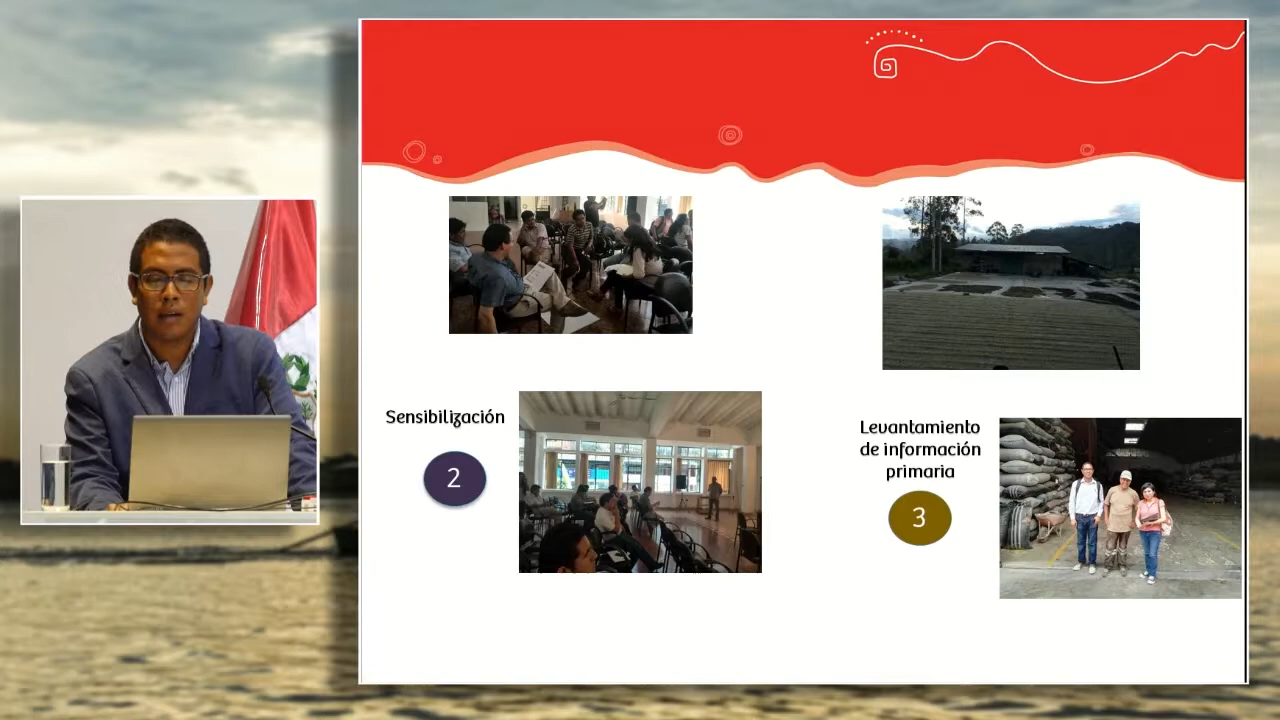 Sensibilización
2
Levantamiento
de información
primaria
3